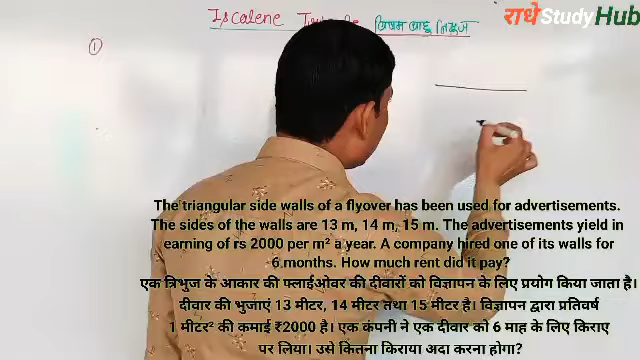 राधे Study Hub
Iscalene विषम बाहु त्रिभुज
①
The triangular side walls of a flyover has been used for advertisements.
The sides of the walls are 13 m, 14 m, 15 m. The advertisements yield in
earning of rs 2000 per m² a year. A company hired one of its walls for
6 months. How much rent did it pay?
एक त्रिभुज के आकार की फ्लाईओवर की दीवारों को विज्ञापन के लिए प्रयोग किया जाता है।
दीवार की भुजाएं 13 मीटर, 14 मीटर तथा 15 मीटर है। विज्ञापन द्वारा प्रतिवर्ष
1 मीटर² की कमाई ₹2000 है। एक कंपनी ने एक दीवार को 6 माह के लिए किराए
पर लिया। उसे कितना किराया अदा करना होगा?